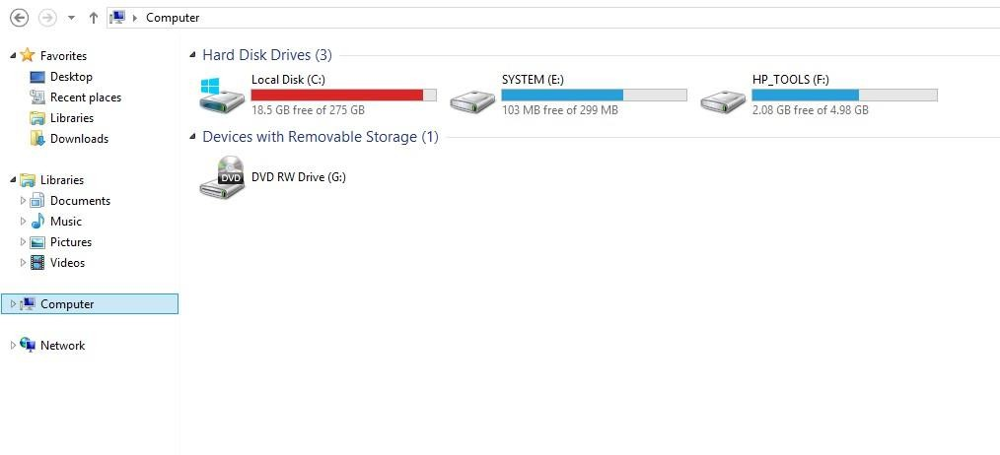 Computer
Favorites
Desktop
Recent places
Libraries
Downloads
Libraries
Documents
Music
Pictures
Videos
Computer
Network
Hard Disk Drives (3)
Local Disk (C:)
18.5 GB free of 275 GB
SYSTEM (E:)
103 MB free of 299 MB
HP_TOOLS (F:)
2.08 GB free of 4.98 GB
Devices with Removable Storage (1)
DVD
DVD RW Drive (G:)